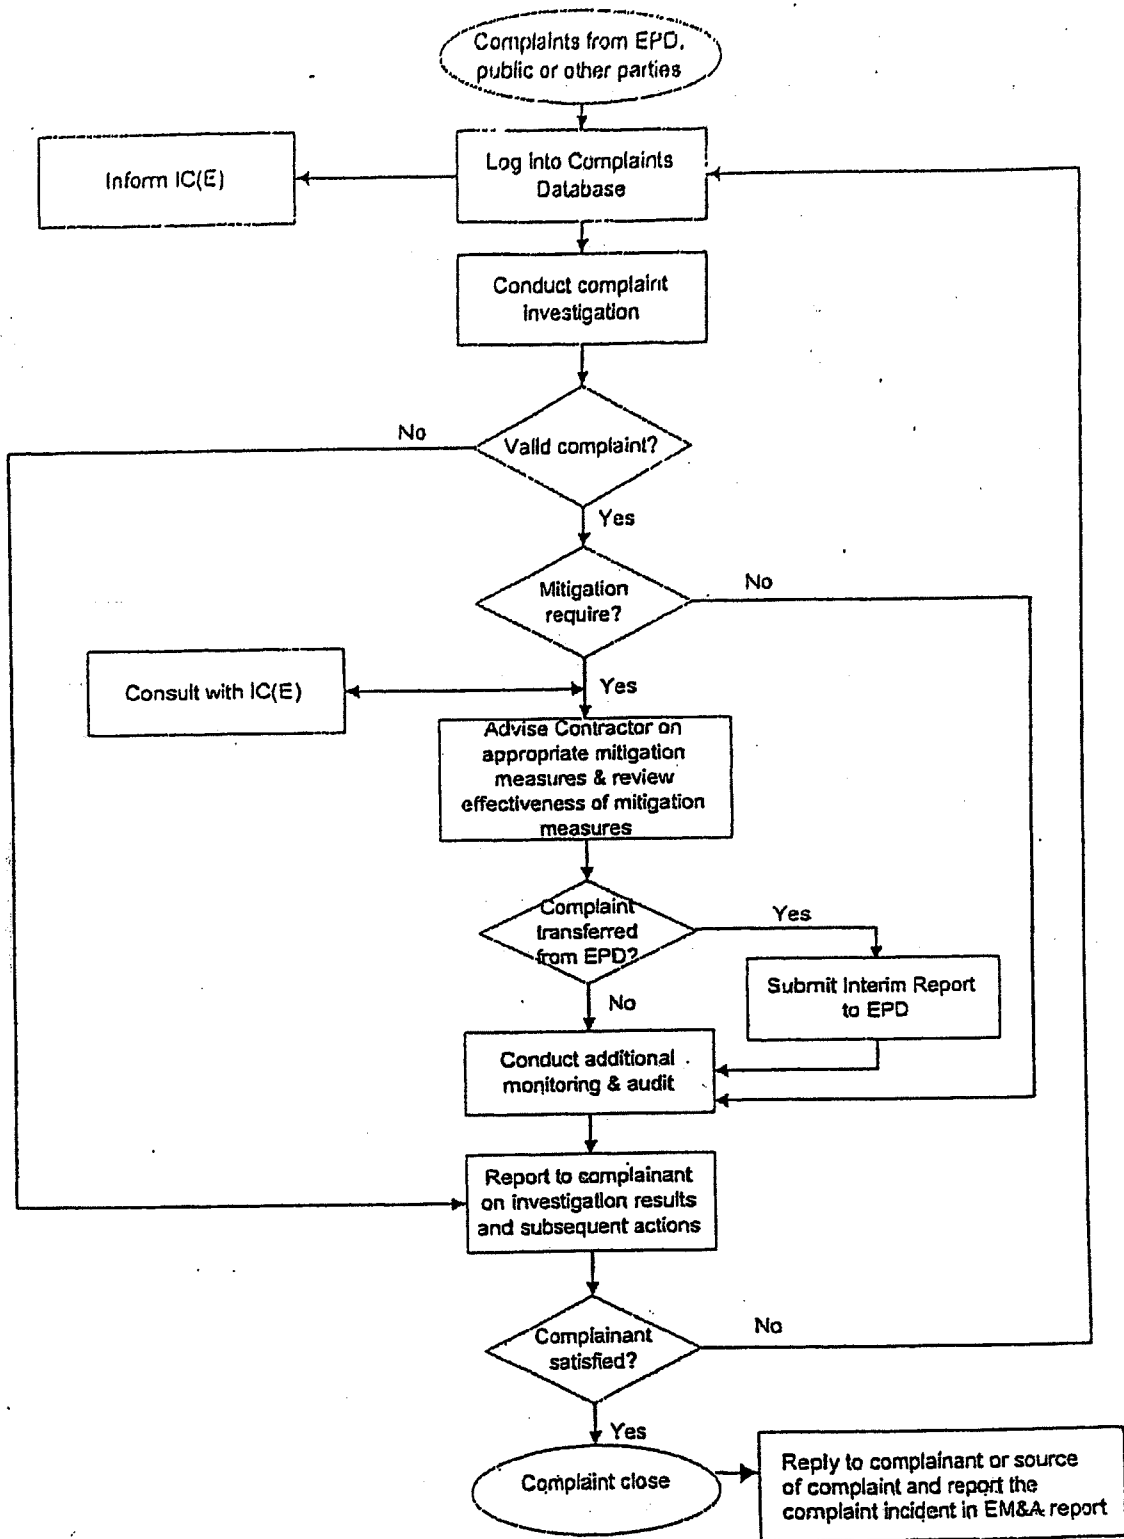 Complaints from EPD,
public or other parties
Inform IC(E)
Log into Complaints
Database
Conduct complaint
investigation
No
Valid complaint?
Yes
Mitigation
require?
No
Consult with IC(E)
Yes
Advise Contractor on
appropriate mitigation
measures & review
effectiveness of mitigation
measures
Complaint
transferred
from EPD?
Yes
Submit Interim Report
to EPD
No
Conduct additional
monitoring & audit
Report to complainant
on investigation results
and subsequent actions
Complainant
satisfied?
No
Yes
Complaint close
Reply to complainant or source
of complaint and report the
complaint incident in EM&A report